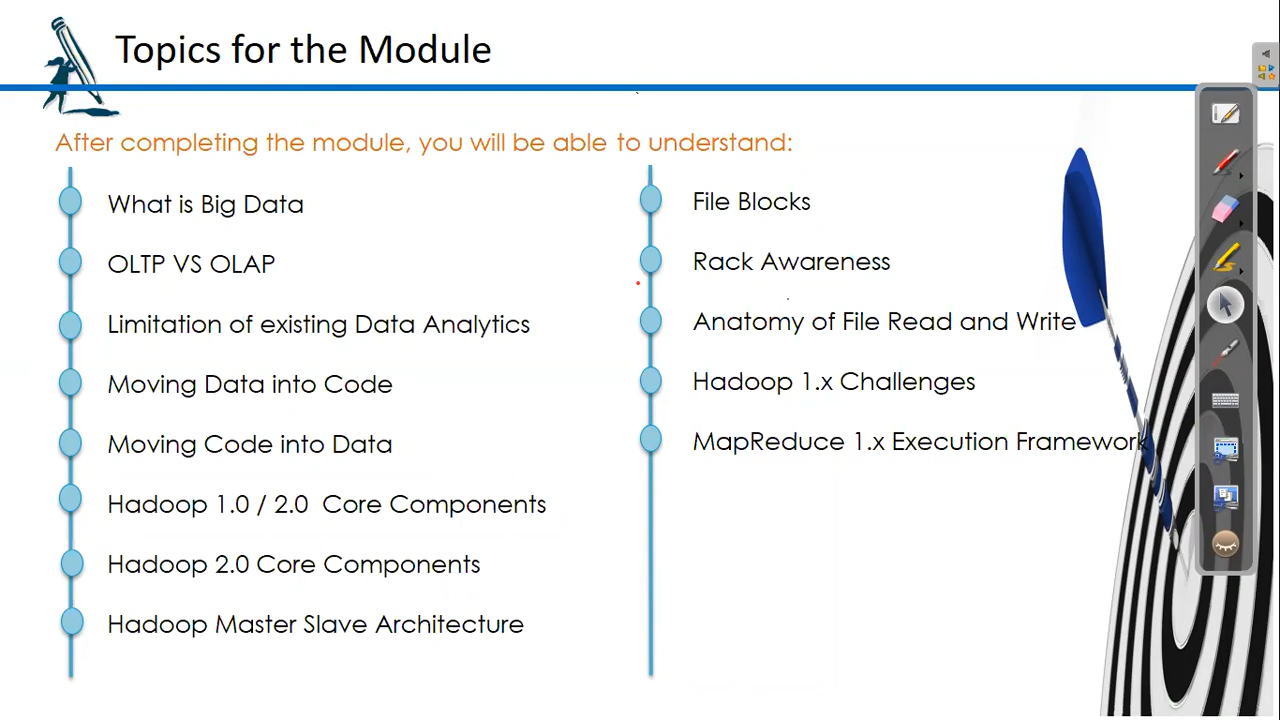 Topics for the Module
After completing the module, you will be able to understand:
What is Big Data
OLTP VS OLAP
Limitation of existing Data Analytics
Moving Data into Code
Moving Code into Data
Hadoop 1.0 / 2.0  Core Components
Hadoop 2.0 Core Components
Hadoop Master Slave Architecture
File Blocks
Rack Awareness
Anatomy of File Read and Write
Hadoop 1.x Challenges
MapReduce 1.x Execution Framework